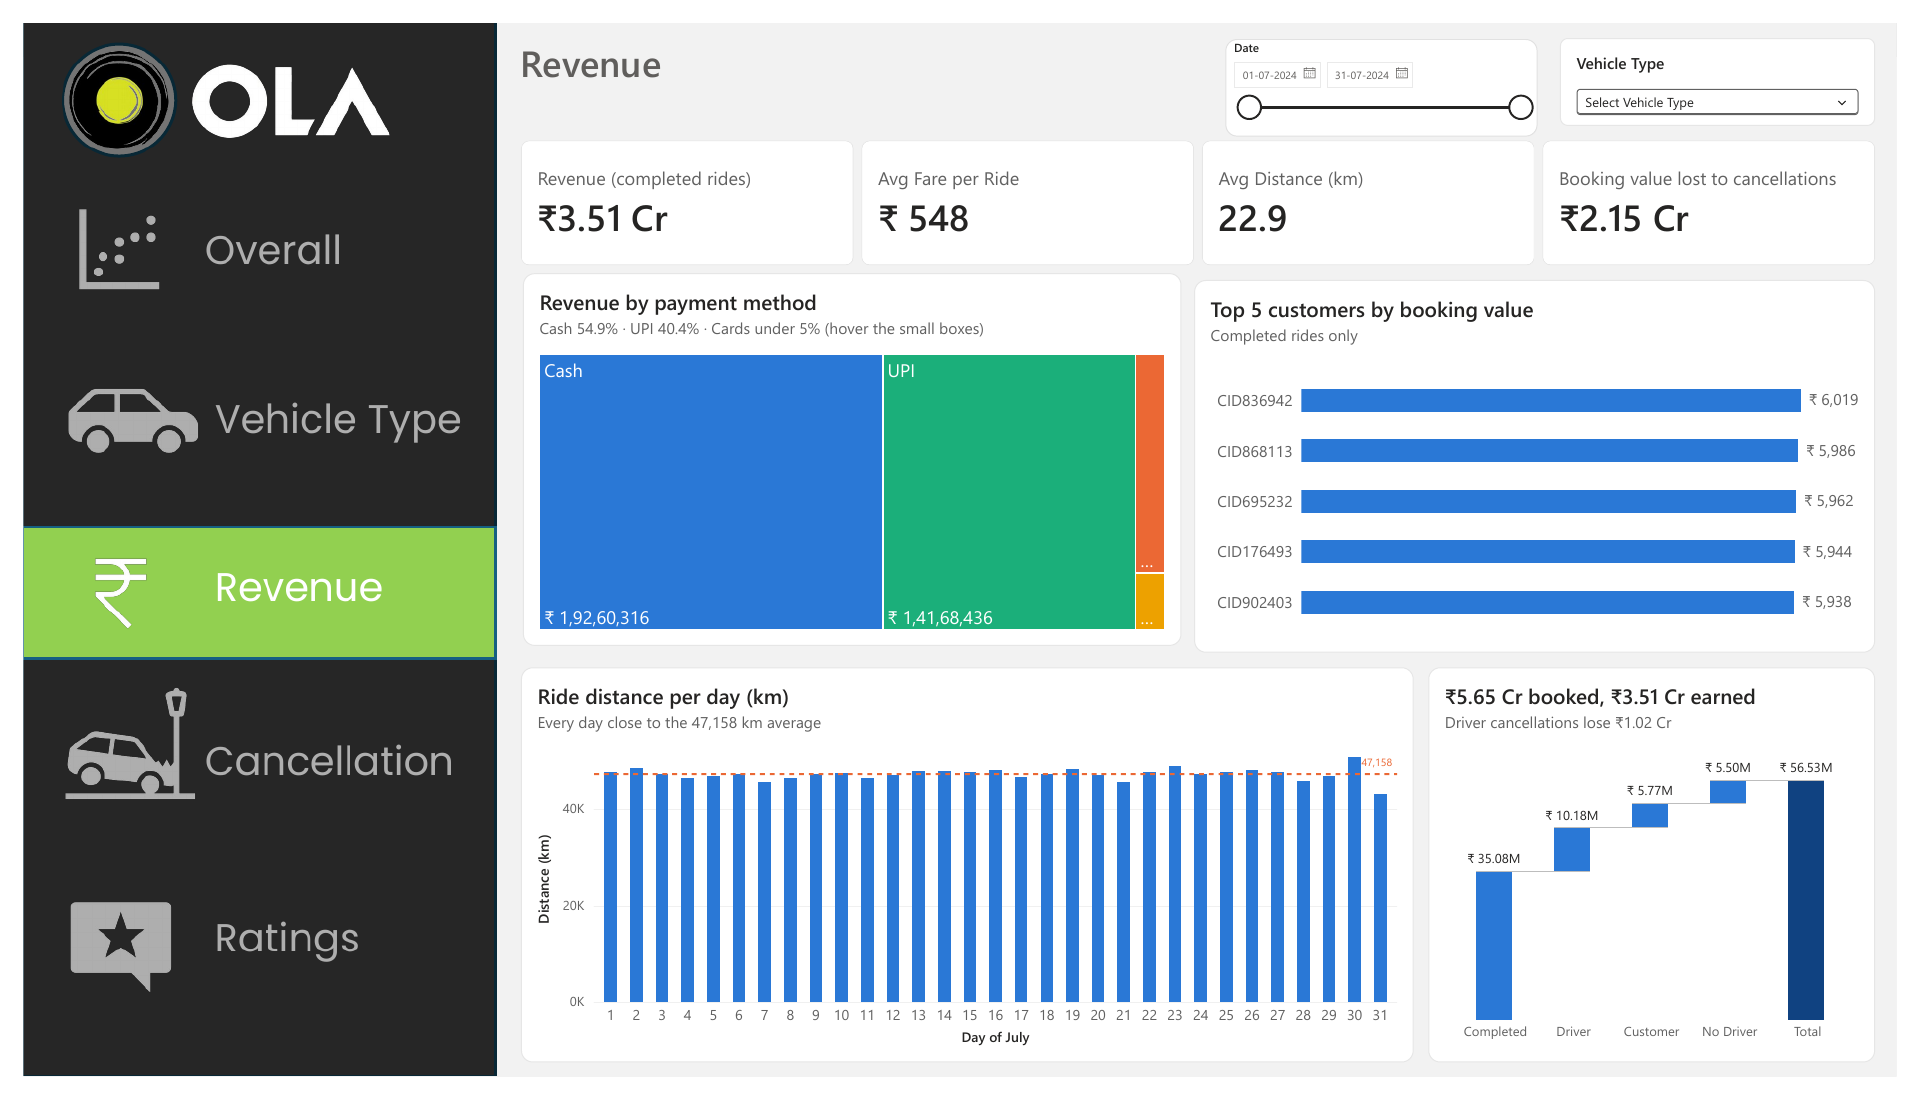 OLA
Overall
Vehicle Type
Revenue
Cancellation
Ratings
Revenue
Date
01-07-2024
31-07-2024
Vehicle Type
Select Vehicle Type
Revenue (completed rides)
₹3.51 Cr
Avg Fare per Ride
₹ 548
Avg Distance (km)
22.9
Booking value lost to cancellations
₹2.15 Cr
Revenue by payment method
Cash 54.9% · UPI 40.4% · Cards under 5% (hover the small boxes)
Cash
₹ 1,92,60,316
UPI
₹ 1,41,68,436
...
...
Top 5 customers by booking value
Completed rides only
CID836942 ₹ 6,019
CID868113 ₹ 5,986
CID695232 ₹ 5,962
CID176493 ₹ 5,944
CID902403 ₹ 5,938
Ride distance per day (km)
Every day close to the 47,158 km average
47,158
40K
20K
0K
Distance (km)
1 2 3 4 5 6 7 8 9 10 11 12 13 14 15 16 17 18 19 20 21 22 23 24 25 26 27 28 29 30 31
Day of July
₹5.65 Cr booked, ₹3.51 Cr earned
Driver cancellations lose ₹1.02 Cr
₹ 35.08M
₹ 10.18M
₹ 5.77M
₹ 5.50M
₹ 56.53M
Completed Driver Customer No Driver Total